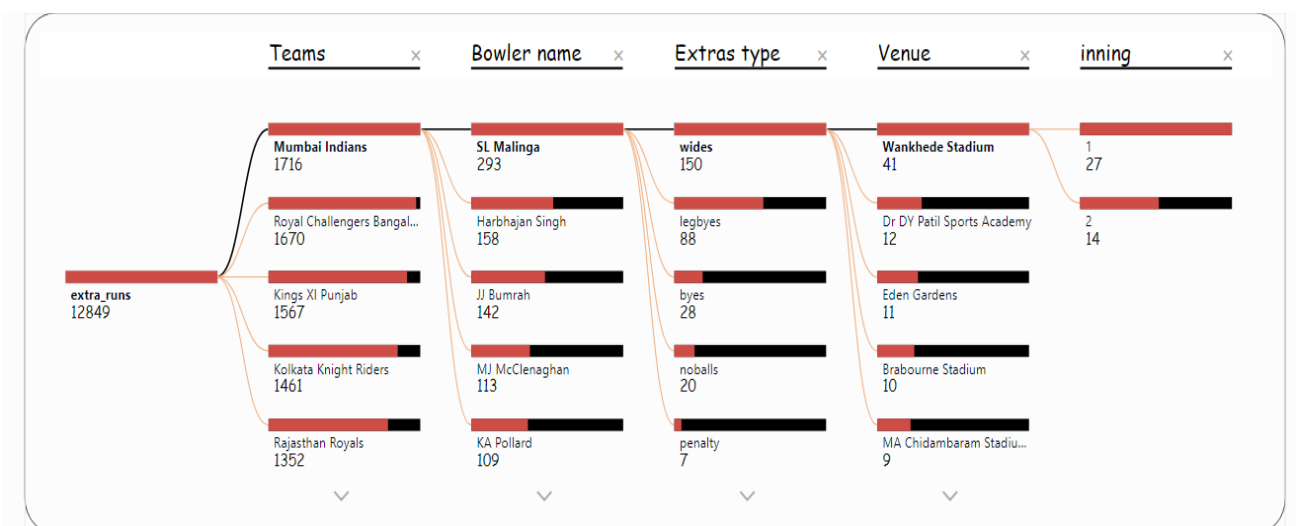 Teams ×
Bowler name ×
Extras type ×
Venue ×
inning ×
extra_runs
12849
Mumbai Indians
1716
Royal Challengers Bangal...
1670
Kings XI Punjab
1567
Kolkata Knight Riders
1461
Rajasthan Royals
1352
SL Malinga
293
Harbhajan Singh
158
JJ Bumrah
142
MJ McClenaghan
113
KA Pollard
109
wides
150
legbyes
88
byes
28
noballs
20
penalty
7
Wankhede Stadium
41
Dr DY Patil Sports Academy
12
Eden Gardens
11
Brabourne Stadium
10
MA Chidambaram Stadiu...
9
1
27
2
14